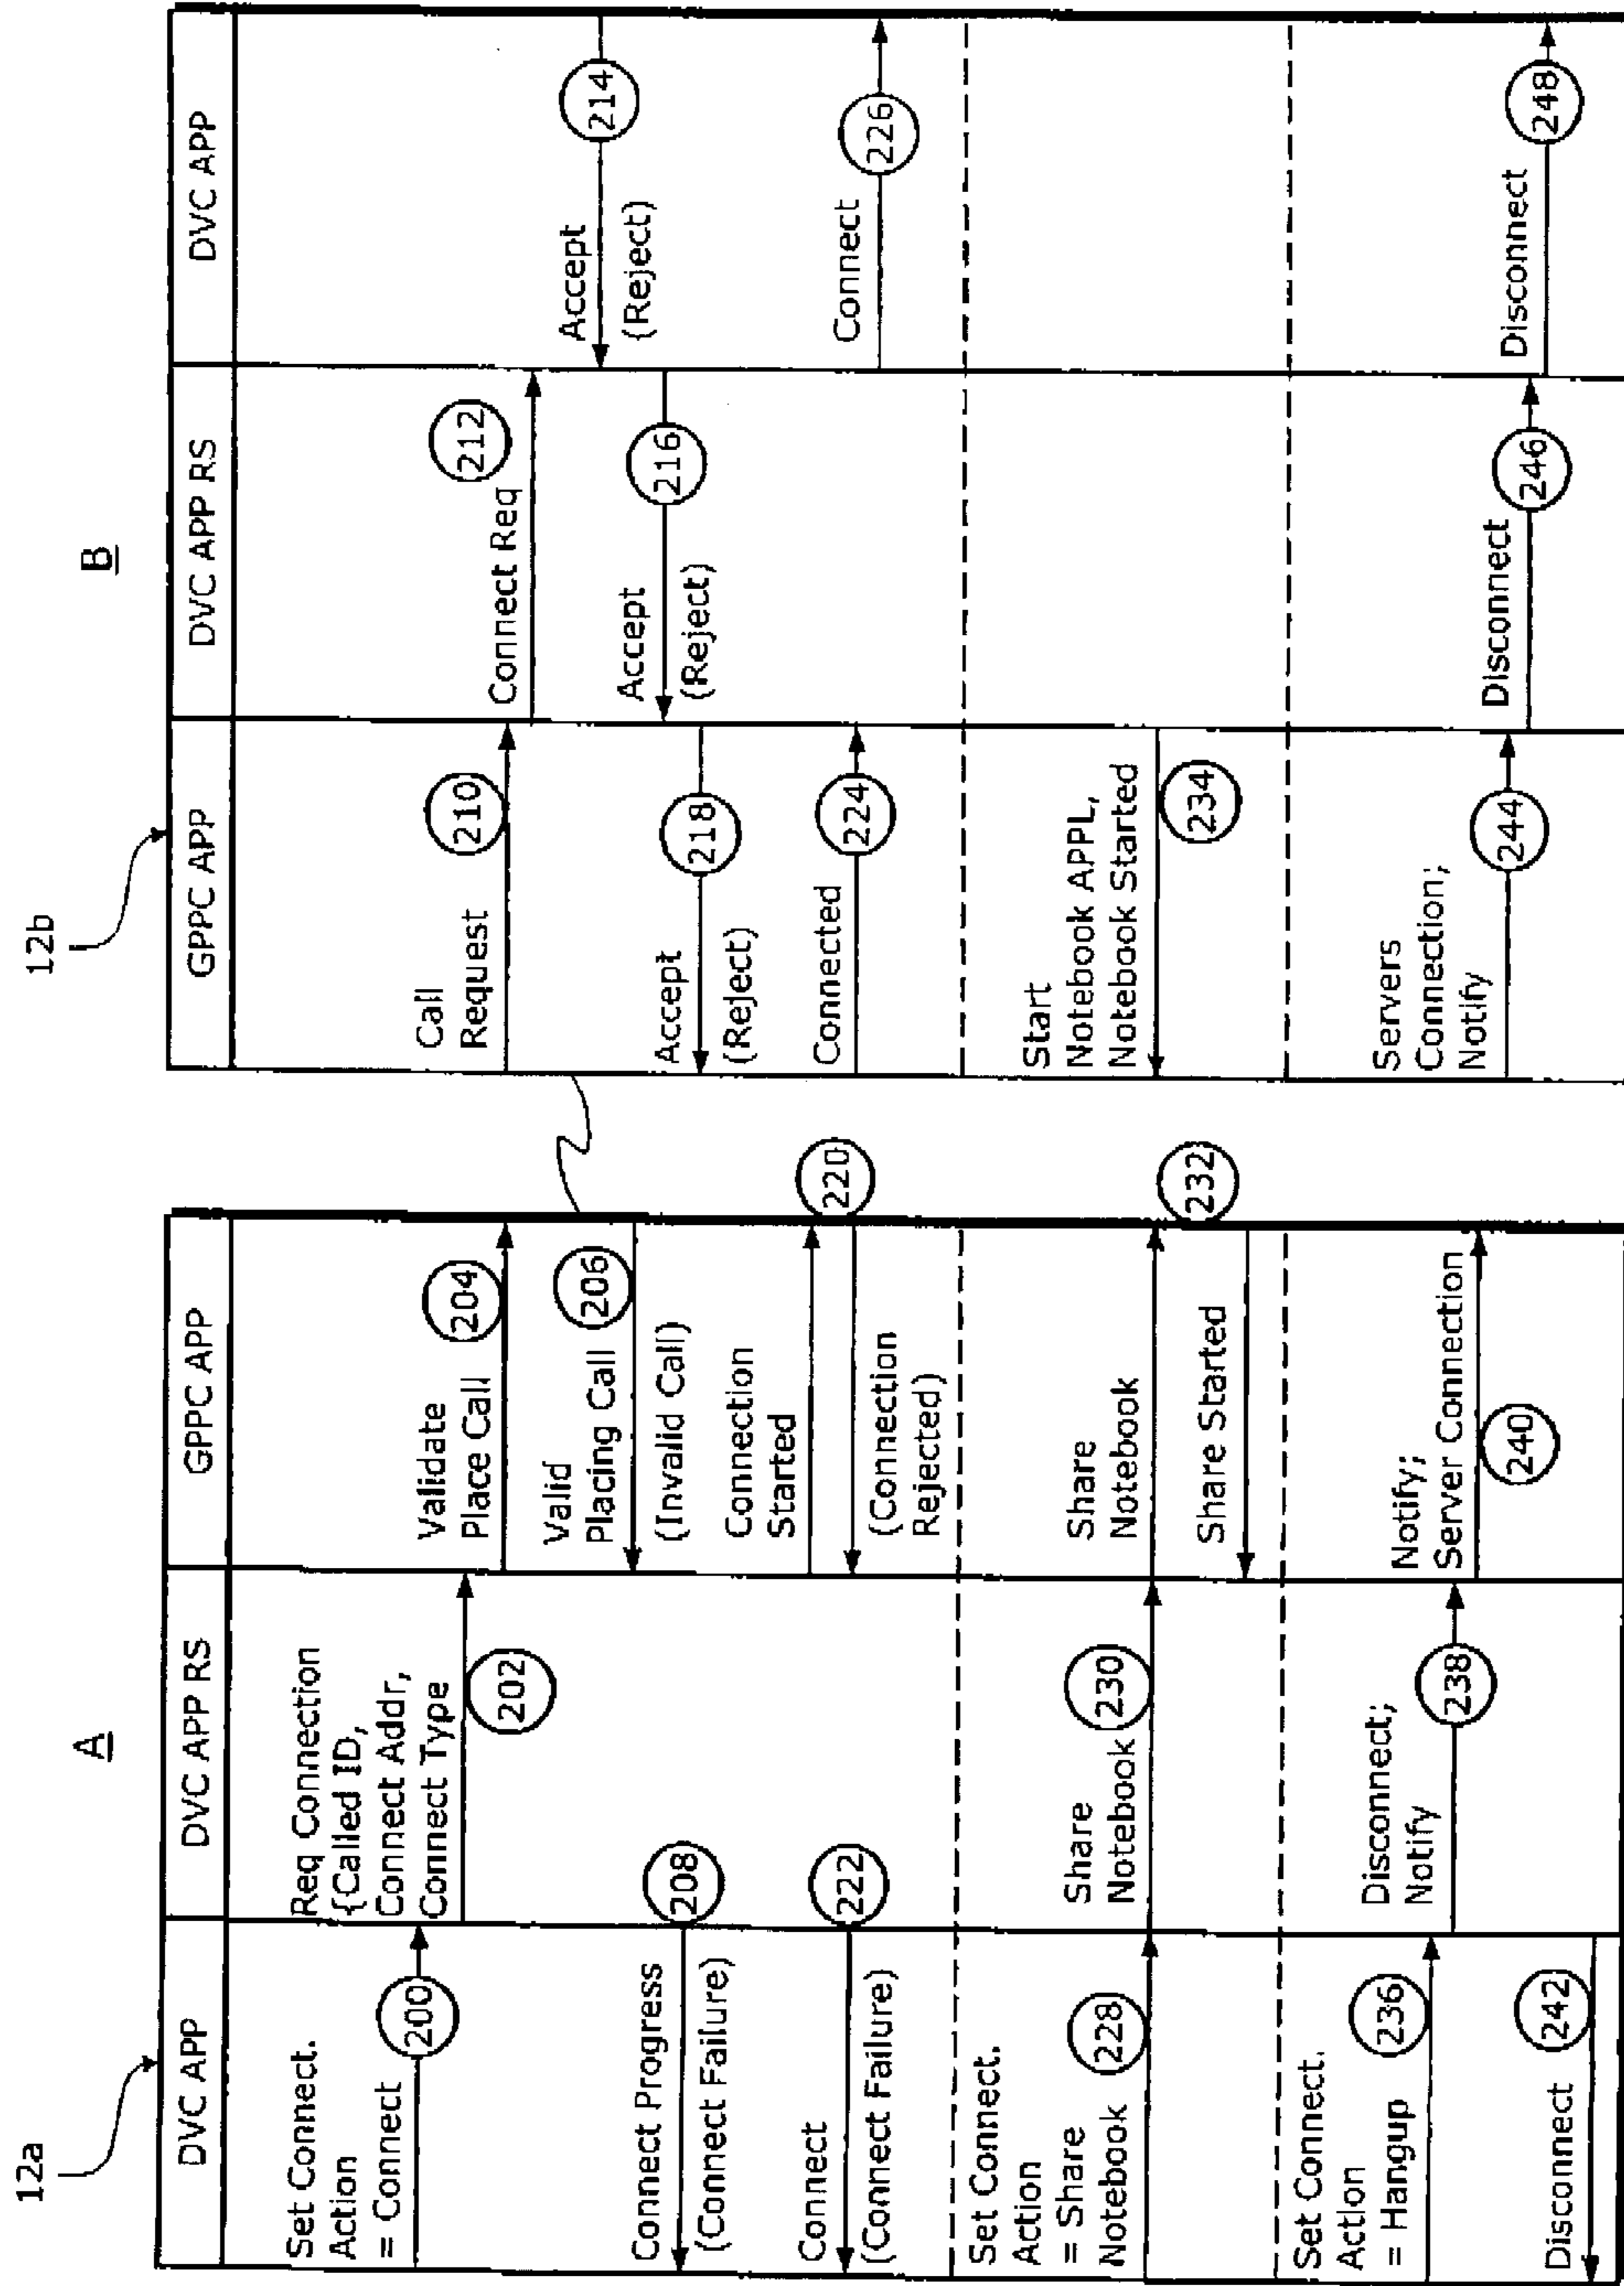 12a
A
DVC APP
DVC APP RS
GPPC APP
Set Connect.
Action
= Connect
200
Req Connection
{Called ID,
Connect Addr,
Connect Type
202
Validate
Place Call
204
Valid
Placing Call
(Invalid Call)
206
Connect Progress
(Connect Failure)
208
Connection
Started
220
(Connection
Rejected)
Connect
(Connect Failure)
222
Set Connect.
Action
= Share
Notebook
228
Share
Notebook
230
Share
Notebook
232
Share Started
Set Connect.
Action
= Hangup
236
Disconnect;
Notify
238
Notify;
Server Connection
240
Disconnect
242
12b
B
GPPC APP
DVC APP RS
DVC APP
Call
Request
210
Connect Req
212
Accept
(Reject)
214
Accept
(Reject)
216
Accept
(Reject)
218
Connected
224
Connect
226
Start
Notebook APPL,
Notebook Started
234
Servers
Connection;
Notify
244
Disconnect
246
Disconnect
248